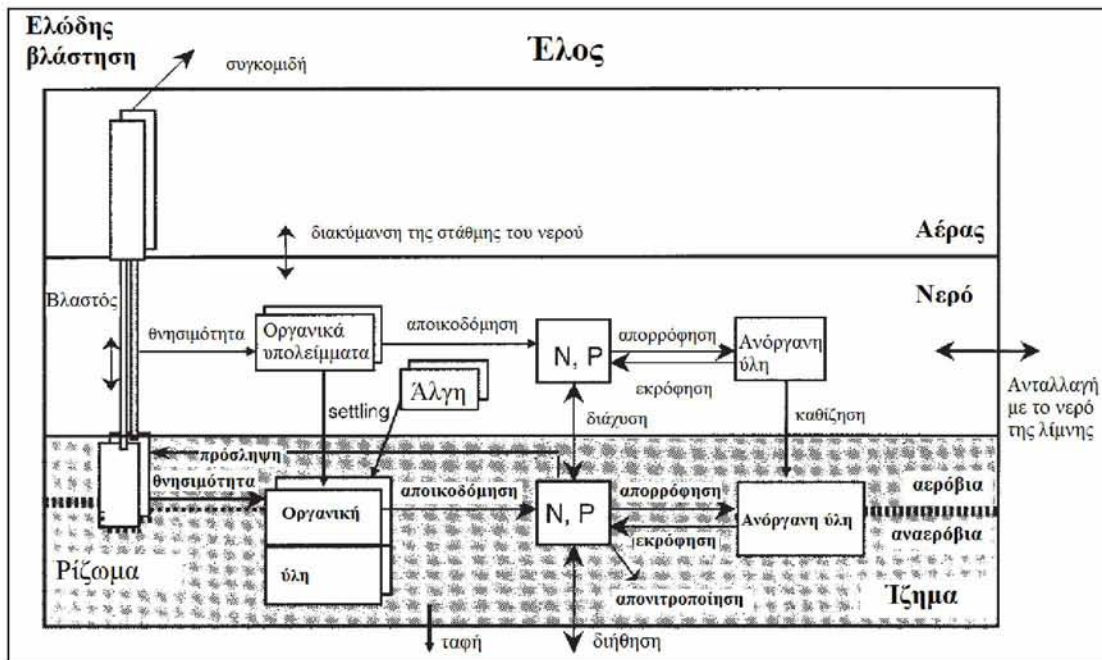 Ελώδης
βλάστηση
συγκομιδή
Έλος
διακύμανση της στάθμης του νερού
Αέρας
Νερό
Βλαστός
θνησιμότητα
Οργανικά
υπολείμματα
αποικοδόμηση
N, P
απορρόφηση
εκρόφηση
Ανόργανη
ύλη
Άλγη
settling
διάχυση
καθίζηση
Ανταλλαγή
με το νερό
της λίμνης
πρόσληψη
θνησιμότητα
Οργανική
ύλη
αποικοδόμηση
N, P
απορρόφηση
εκρόφηση
Ανόργανη ύλη
αερόβια
αναερόβια
Ρίζωμα
απονιτροποίηση
Ίζημα
ταφή
διήθηση